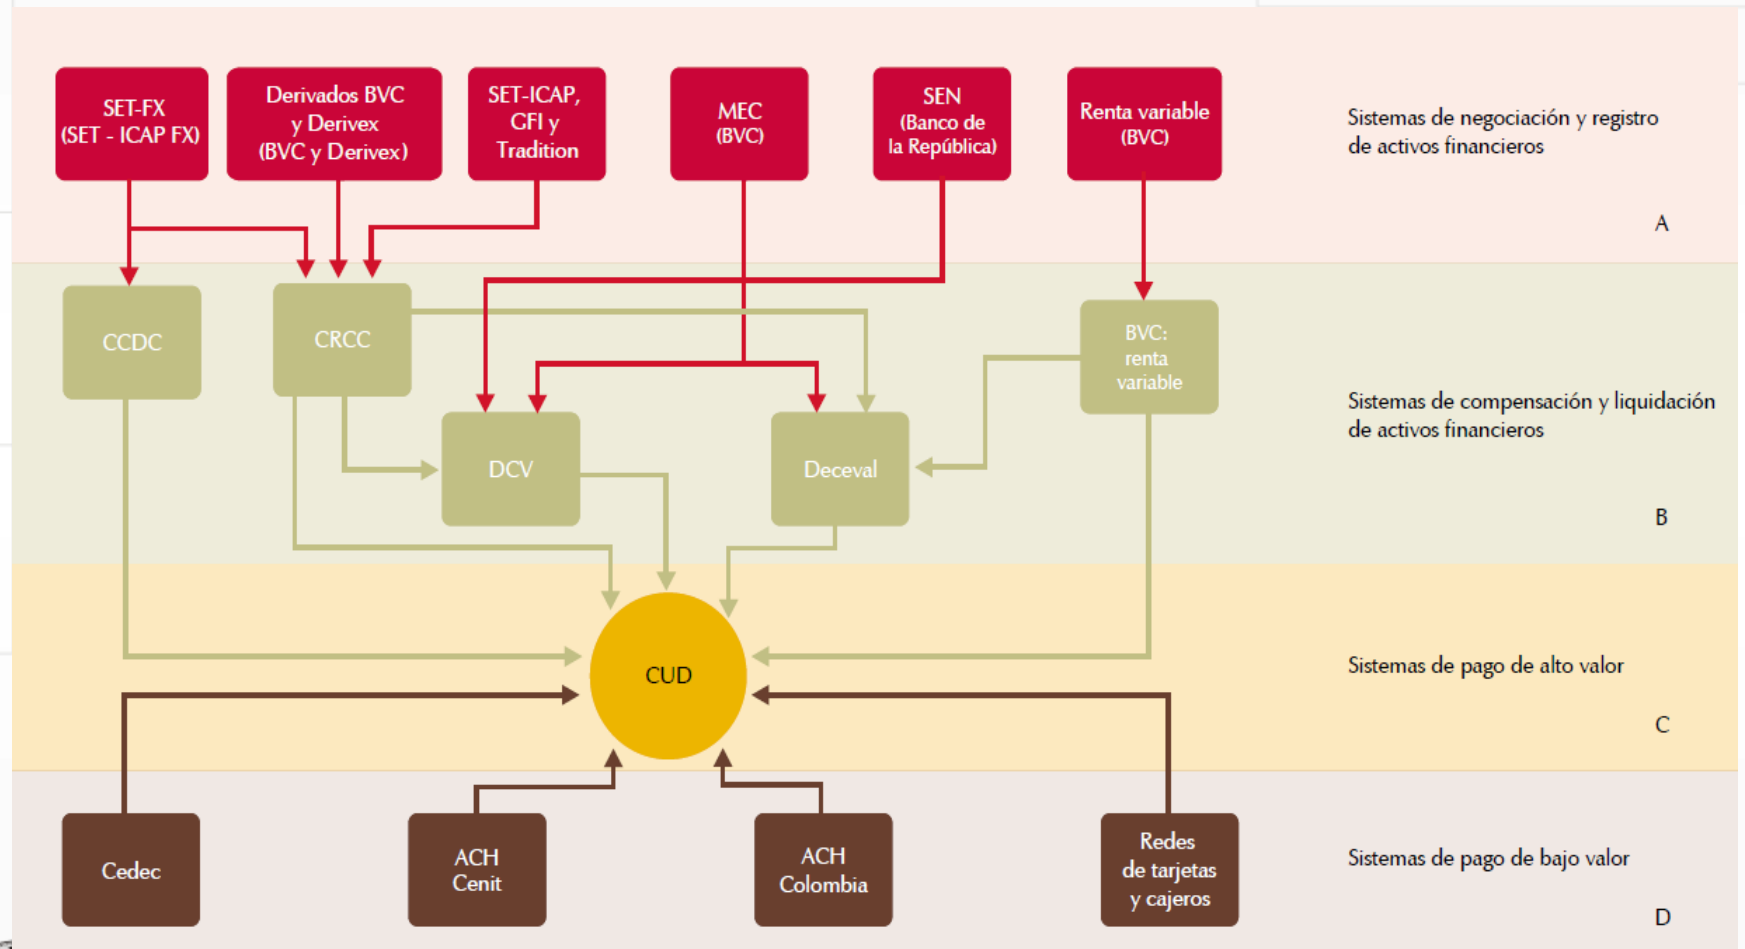 SET-FX
(SET - ICAP FX)
Derivados BVC
y Derivex
(BVC y Derivex)
SET-ICAP,
GFI y
Tradition
MEC
(BVC)
SEN
(Banco de
la República)
Renta variable
(BVC)
Sistemas de negociación y registro
de activos financieros
A
CCDC
CRCC
BVC:
renta
variable
DCV
Deceval
Sistemas de compensación y liquidación
de activos financieros
B
CUD
Sistemas de pago de alto valor
C
Cedec
ACH
Cenit
ACH
Colombia
Redes
de tarjetas
y cajeros
Sistemas de pago de bajo valor
D